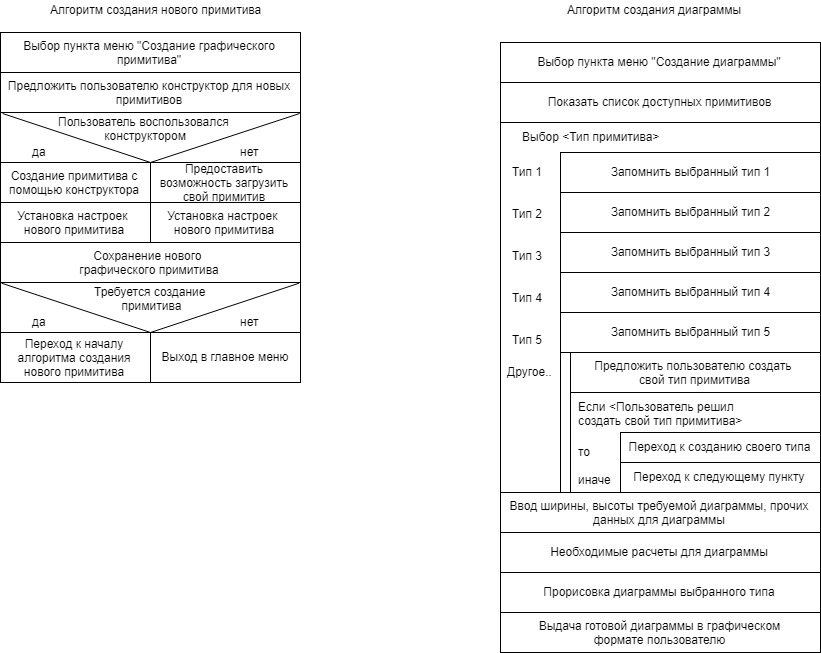 Алгоритм создания нового примитива
Выбор пункта меню "Создание графического
примитива"
Предложить пользователю конструктор для новых
примитивов
Пользователь воспользовался
конструктором
да
нет
Создание примитива с
помощью конструктора
Предоставить
возможность загрузить
свой примитив
Установка настроек
нового примитива
Установка настроек
нового примитива
Сохранение нового
графического примитива
Требуется создание
примитива
да
нет
Переход к началу
алгоритма создания
нового примитива
Выход в главное меню
Алгоритм создания диаграммы
Выбор пункта меню "Создание диаграммы"
Показать список доступных примитивов
Выбор <Тип примитива>
Тип 1
Запомнить выбранный тип 1
Тип 2
Запомнить выбранный тип 2
Тип 3
Запомнить выбранный тип 3
Тип 4
Запомнить выбранный тип 4
Тип 5
Запомнить выбранный тип 5
Другое..
Предложить пользователю создать
свой тип примитива
Если <Пользователь решил
создать свой тип примитива>
то
Переход к созданию своего типа
иначе
Переход к следующему пункту
Ввод ширины, высоты требуемой диаграммы, прочих
данных для диаграммы
Необходимые расчеты для диаграммы
Прорисовка диаграммы выбранного типа
Выдача готовой диаграммы в графическом
формате пользователю